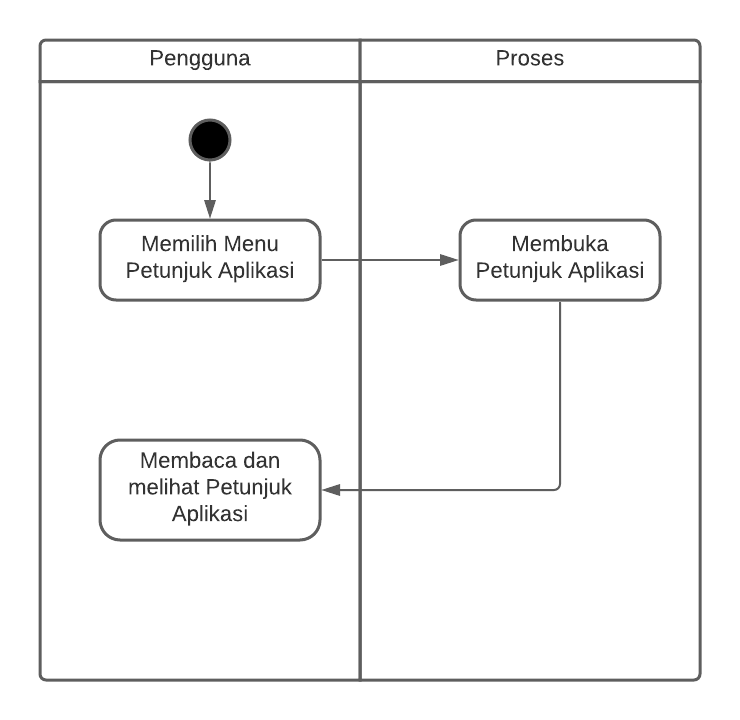 Pengguna
Proses
Memilih Menu
Petunjuk Aplikasi
Membuka
Petunjuk Aplikasi
Membaca dan
melihat Petunjuk
Aplikasi